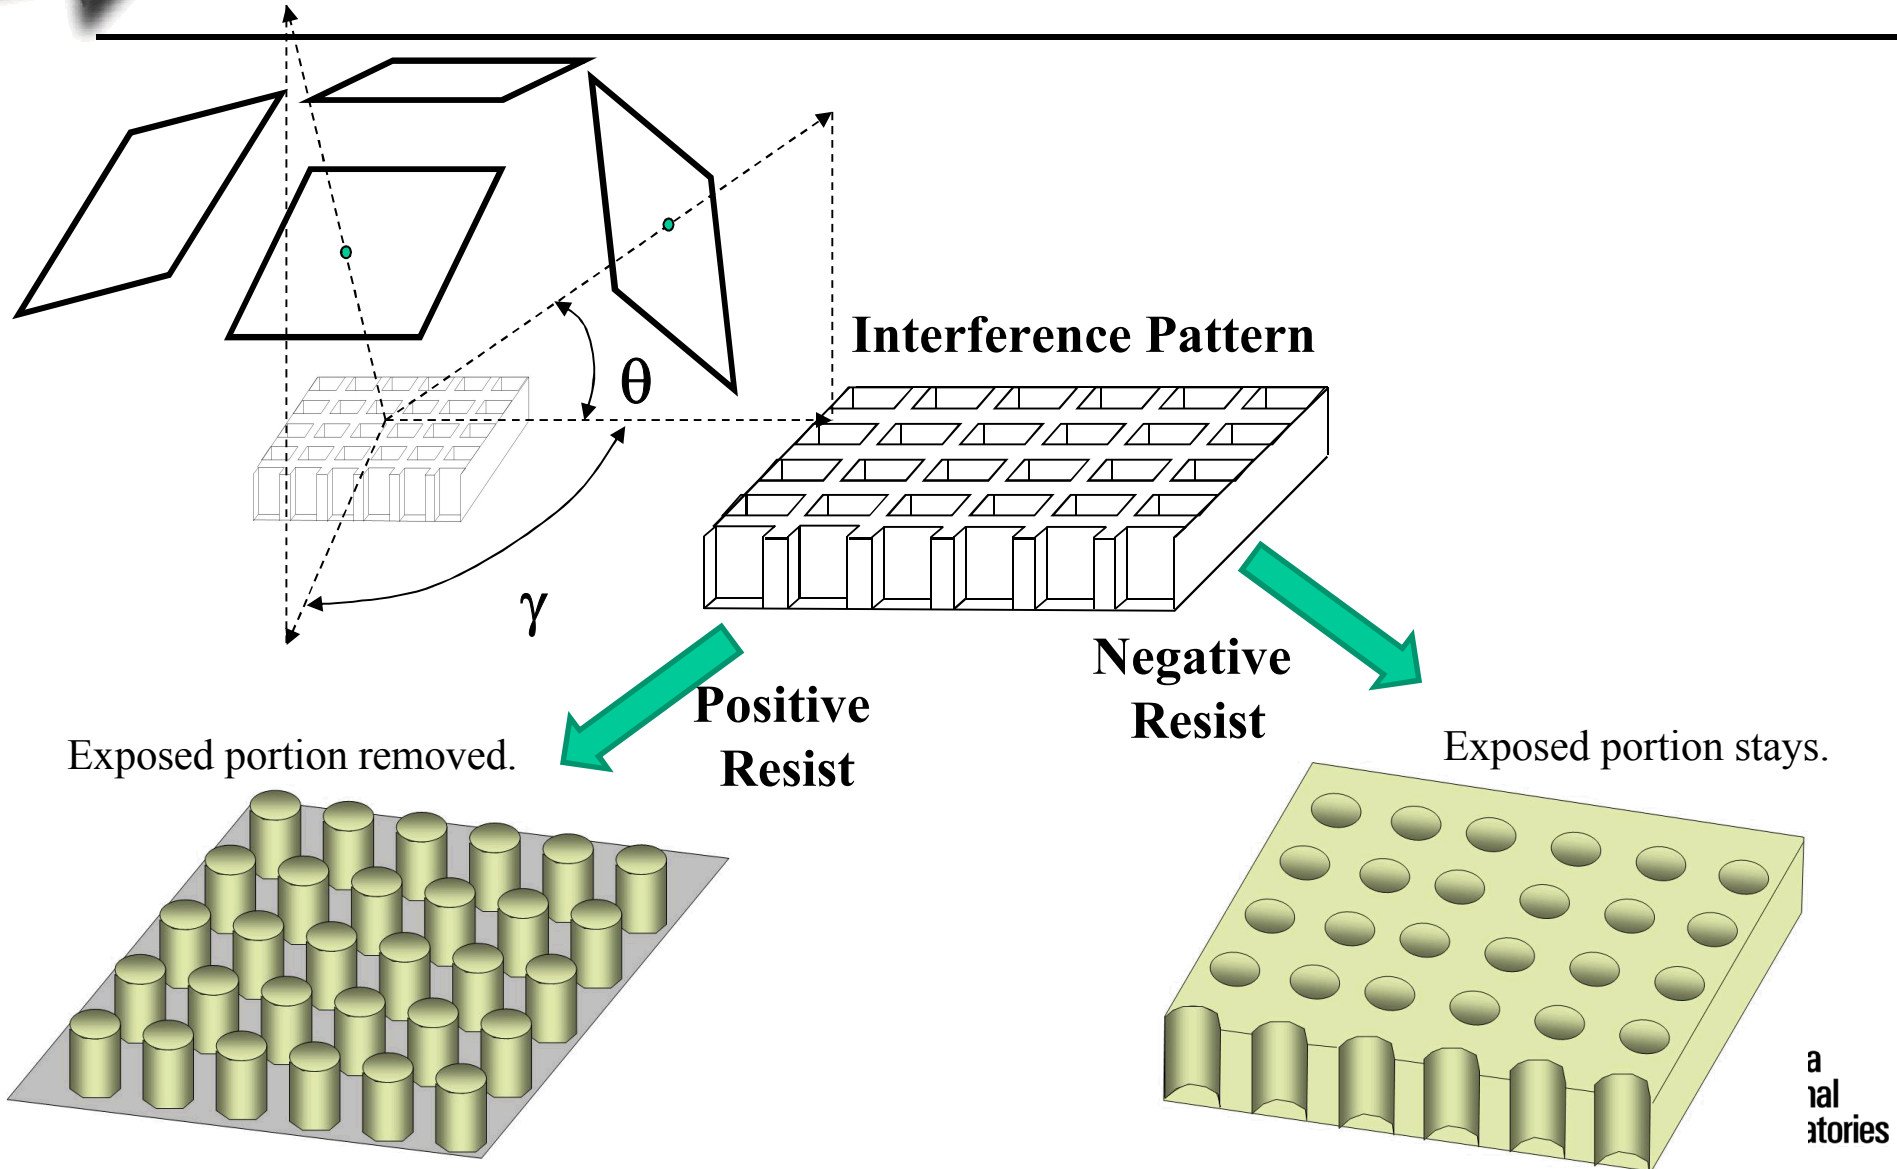 Interference Pattern
θ
γ
Negative
Resist
Positive
Resist
Exposed portion removed.
Exposed portion stays.